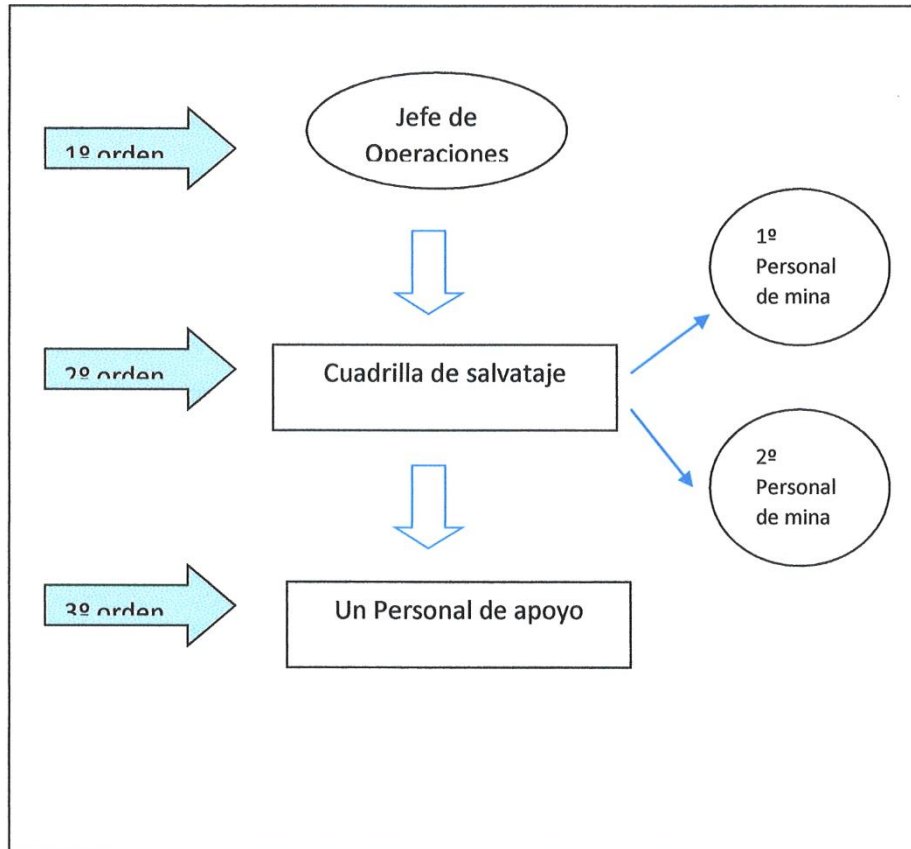 1º orden
Jefe de
Operaciones
1º
Personal
de mina
2º orden
Cuadrilla de salvataje
2º
Personal
de mina
3º orden
Un Personal de apoyo